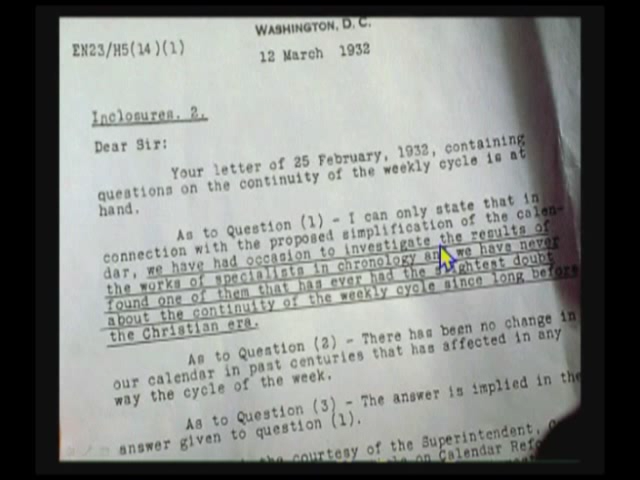 WASHINGTON, D. C.
EN23/H5(14)(1)
12 March 1932
Inclosures. 2.
Dear Sir:
Your letter of 25 February, 1932, containing
questions on the continuity of the weekly cycle is at
hand.
As to Question (1) - I can only state that in
connection with the proposed simplification of the calen-
dar, we have had occasion to investigate the results of
the works of specialists in chronology and we have never
found one of them that has ever had the slightest doubt
about the continuity of the weekly cycle since long before
the Christian era.
As to Question (2) - There has been no change in
our calendar in past centuries that has affected in any
way the cycle of the week.
As to Question (3) - The answer is implied in the
answer given to question (1).
the courtesy of the Superintendent,
on Calendar